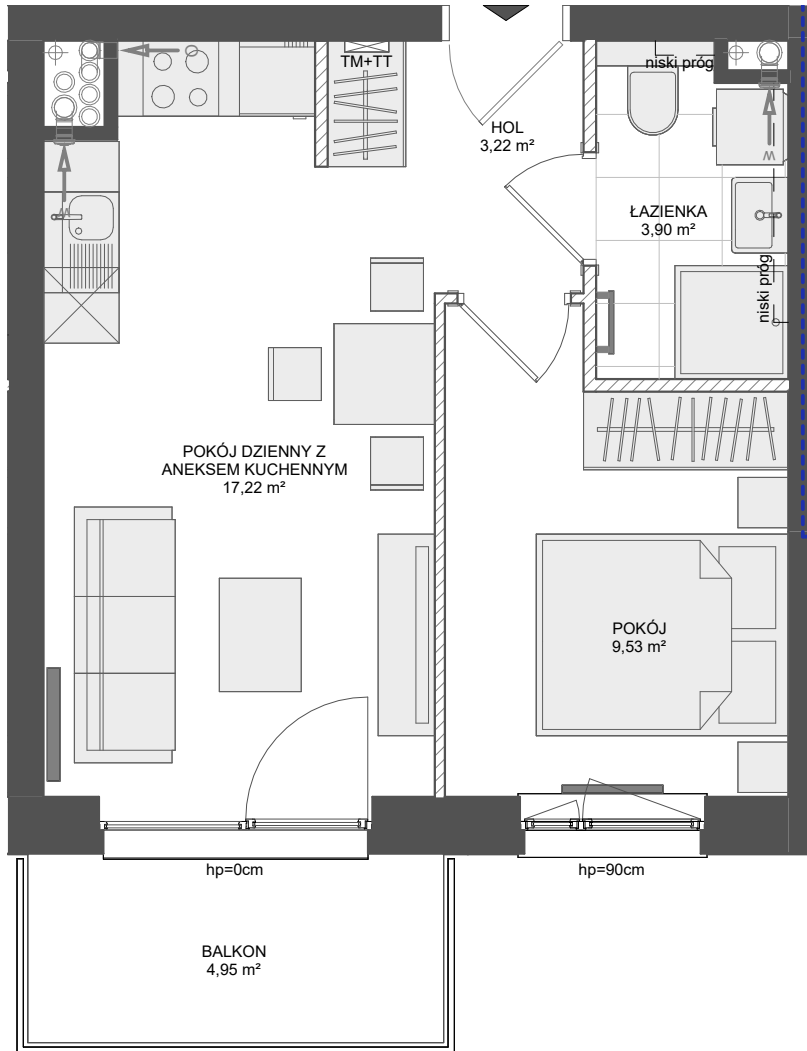 TM+TT
niski próg
HOL
3,22 m²
W
ŁAZIENKA
3,90 m²
W
niski próg
POKÓJ DZIENNY Z
ANEKSEM KUCHENNYM
17,22 m²
POKÓJ
9,53 m²
hp=0cm
hp=90cm
BALKON
4,95 m²